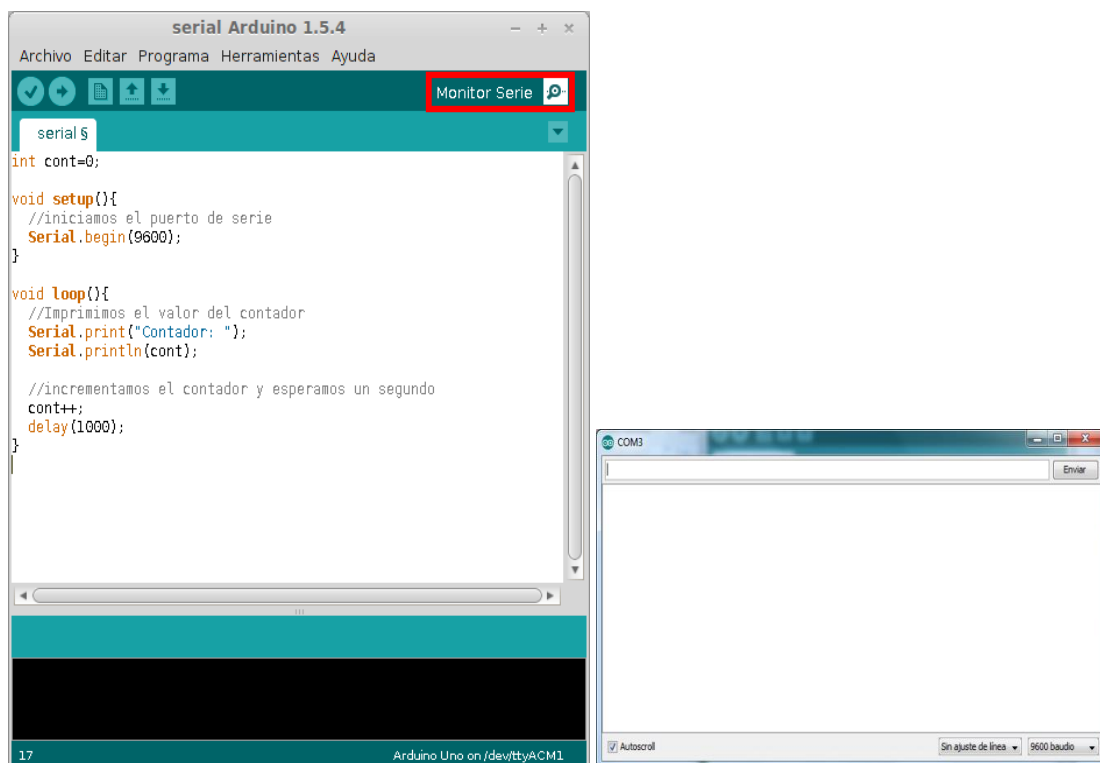 serial Arduino 1.5.4
Archivo Editar Programa Herramientas Ayuda
Monitor Serie
serial §
int cont=0;
void setup(){
//iniciamos el puerto de serie
Serial.begin(9600);
}
void loop(){
//Imprimimos el valor del contador
Serial.print("Contador: ");
Serial.println(cont);
//incrementamos el contador y esperamos un segundo
cont++;
delay(1000);
}
17
Arduino Uno on /dev/ttyACM1
COM3
Enviar
Autoscroll
Sin ajuste de línea
9600 baudio